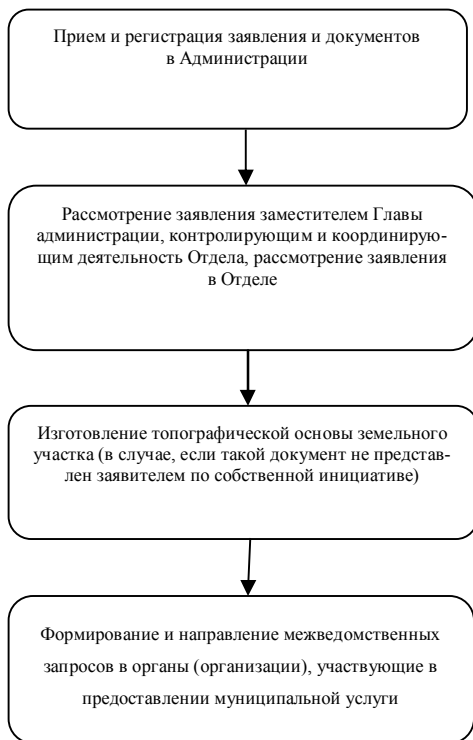 Прием и регистрация заявления и документов
в Администрации
Рассмотрение заявления заместителем Главы
администрации, контролирующим и координирую-
щим деятельность Отдела, рассмотрение заявления
в Отделе
Изготовление топографической основы земельного
участка (в случае, если такой документ не представ-
лен заявителем по собственной инициативе)
Формирование и направление межведомственных
запросов в органы (организации), участвующие в
предоставлении муниципальной услуги